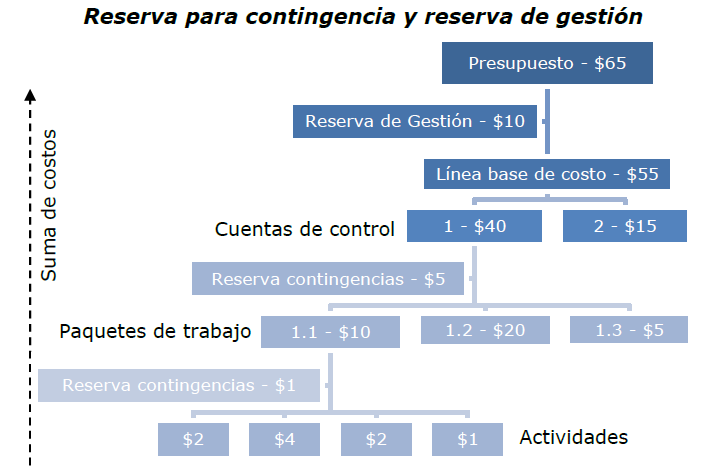 Reserva para contingencia y reserva de gestión
Presupuesto - $65
Reserva de Gestión - $10
Línea base de costo - $55
Suma de costos
Cuentas de control
1 - $40
2 - $15
Reserva contingencias - $5
Paquetes de trabajo
1.1 - $10
1.2 - $20
1.3 - $5
Reserva contingencias - $1
$2
$4
$2
$1
Actividades